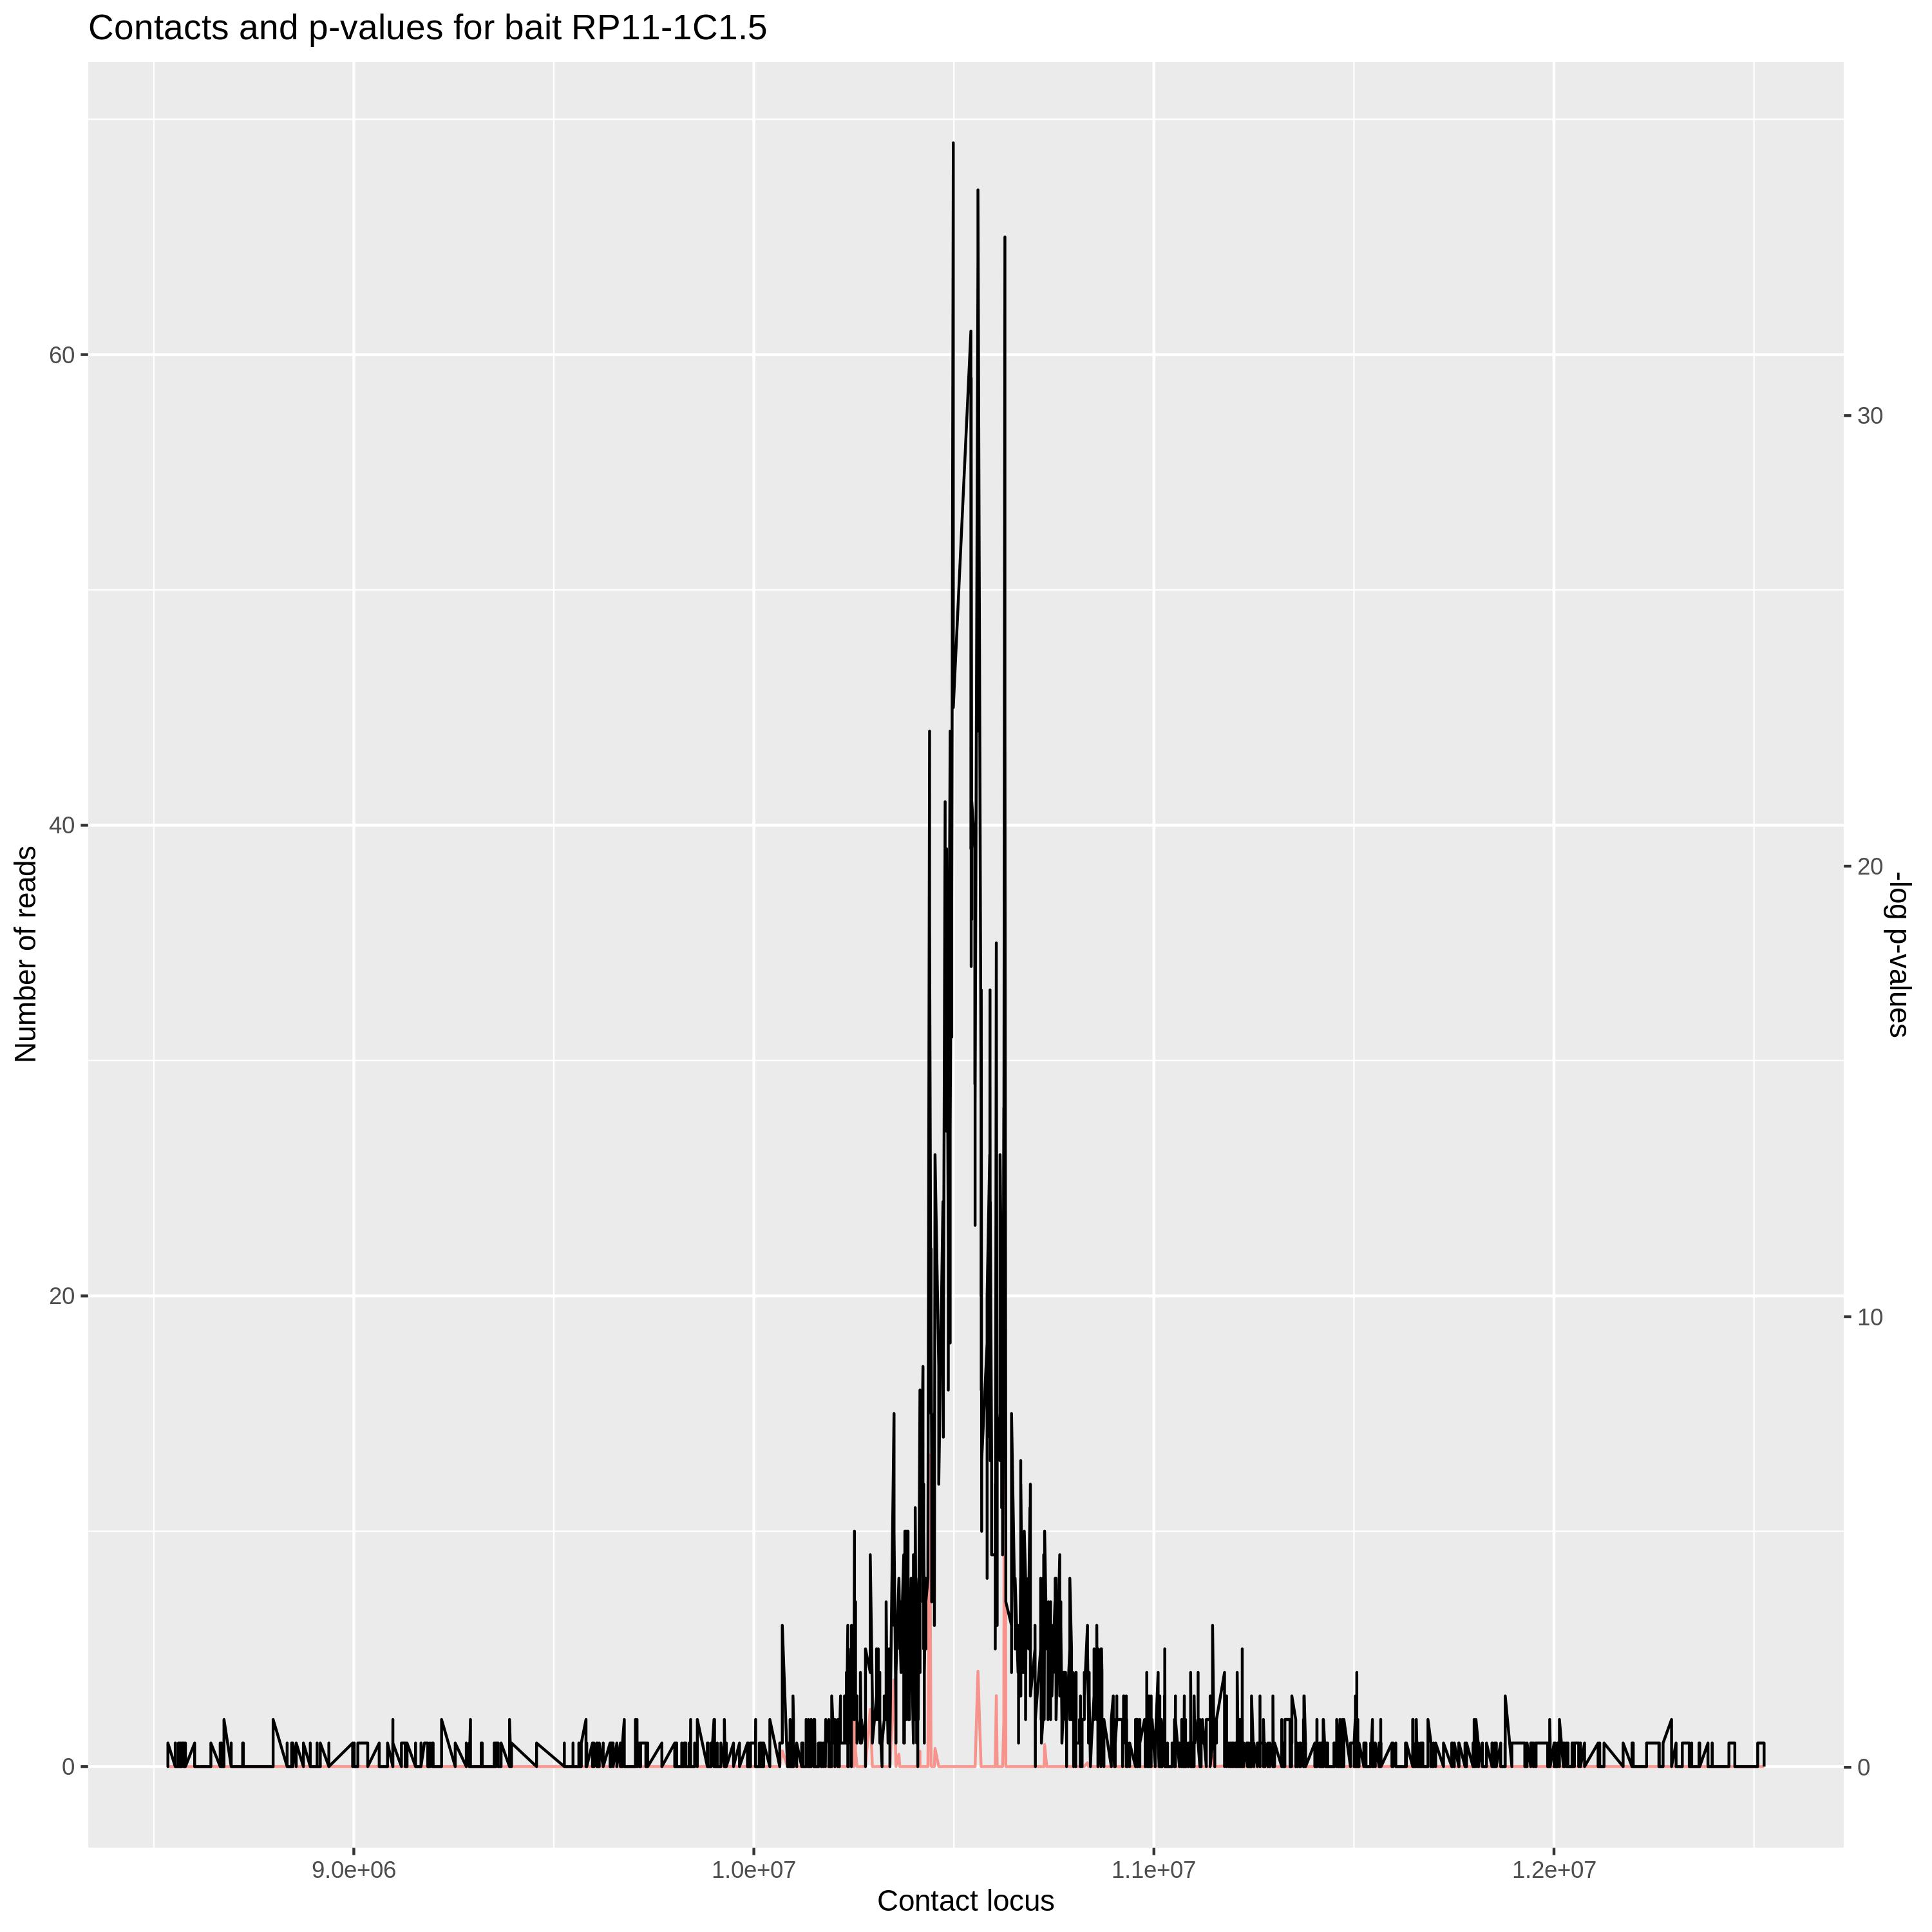 Contacts and p-values for bait RP11-1C1.5
60
40
20
0
Number of reads
30
20
10
0
-log p-values
9.0e+06
1.0e+07
1.1e+07
1.2e+07
Contact locus